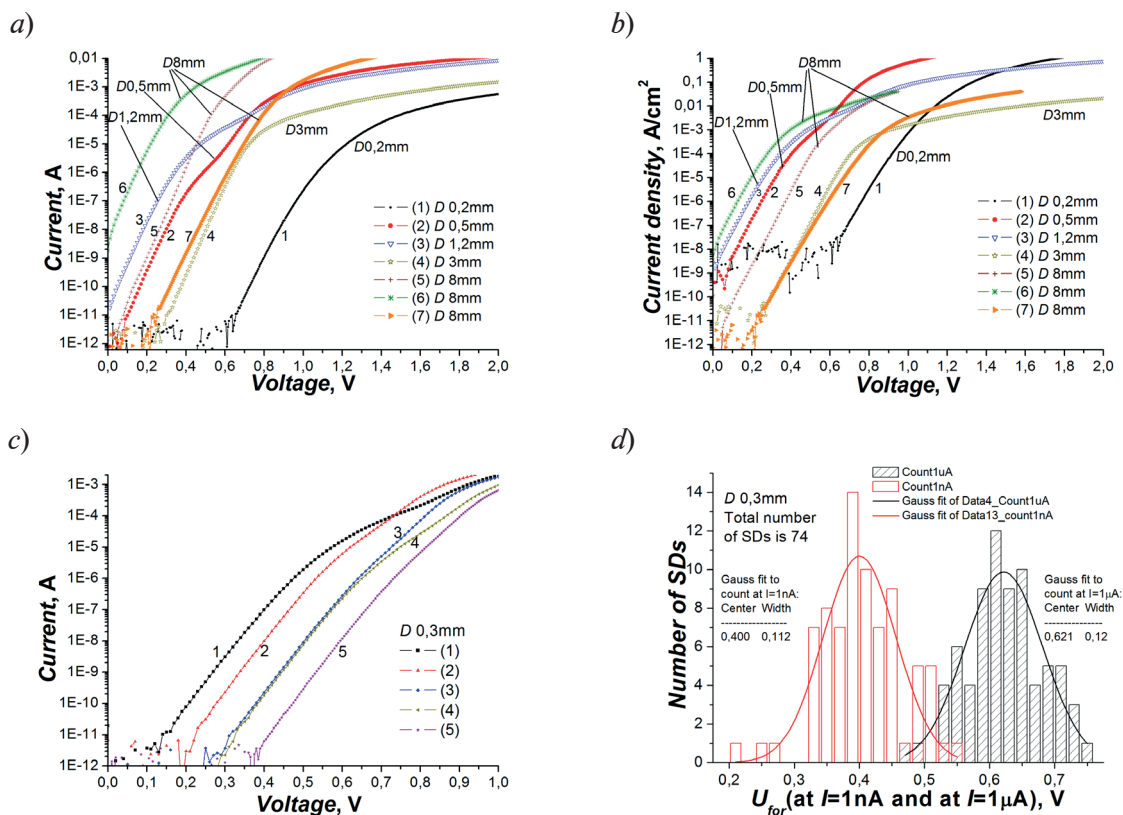 a)
0,01
1E-3
1E-4
1E-5
1E-6
1E-7
1E-8
1E-9
1E-10
1E-11
1E-12
Current, A
0,0 0,2 0,4 0,6 0,8 1,0 1,2 1,4 1,6 1,8 2,0
Voltage, V
D8mm
D0,5mm
D1,2mm
D3mm
D0,2mm
6
3
5 2 7 4 1
(1) D 0,2mm
(2) D 0,5mm
(3) D 1,2mm
(4) D 3mm
(5) D 8mm
(6) D 8mm
(7) D 8mm
b)
1
0,1
0,01
1E-3
1E-4
1E-5
1E-6
1E-7
1E-8
1E-9
1E-10
1E-11
1E-12
Current density, A/cm2
0,0 0,2 0,4 0,6 0,8 1,0 1,2 1,4 1,6 1,8 2,0
Voltage, V
D8mm
D0,5mm
D1,2mm
D3mm
D0,2mm
6 3 2 5 4 7 1
(1) D 0,2mm
(2) D 0,5mm
(3) D 1,2mm
(4) D 3mm
(5) D 8mm
(6) D 8mm
(7) D 8mm
c)
1E-3
1E-4
1E-5
1E-6
1E-7
1E-8
1E-9
1E-10
1E-11
1E-12
Current, A
0,0 0,1 0,2 0,3 0,4 0,5 0,6 0,7 0,8 0,9 1,0
Voltage, V
3
4
1 2 5
D 0,3mm
(1)
(2)
(3)
(4)
(5)
d)
Count1uA
Count1nA
Gauss fit of Data4_Count1uA
Gauss fit of Data13_count1nA
D 0,3mm
Total number
of SDs is 74
Gauss fit to
count at I=1nA:
Center Width
-----------------
0,400 0,112
Gauss fit to
count at I=1µA:
Center Width
---------------
0,621 0,12
14
12
10
8
6
4
2
0
Number of SDs
0,2 0,3 0,4 0,5 0,6 0,7
Ufor(at I=1nA and at I=1µA), V